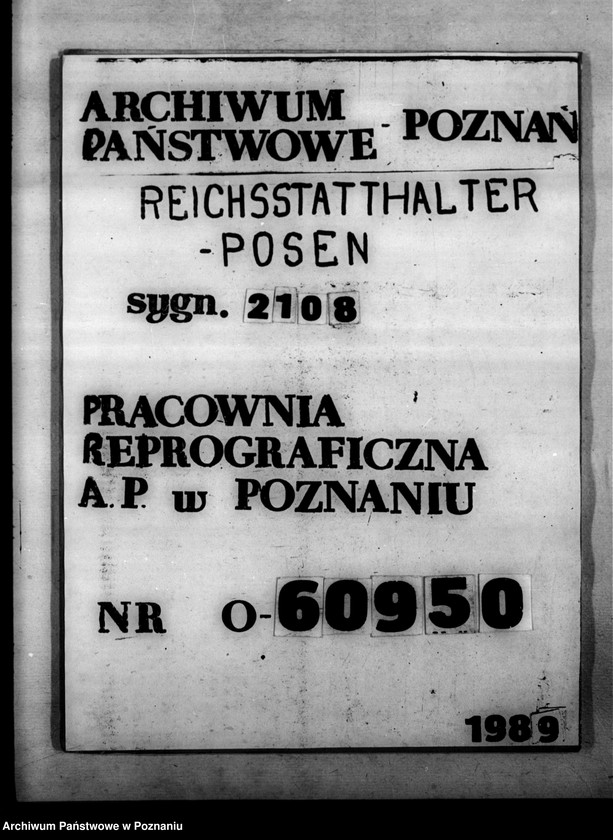 ARCHIWUM
PAŃSTWOWE - POZNAŃ
REICHSSTATTHALTER
-POSEN
sygn. 2108
PRACOWNIA
REPROGRAFICZNA
A.P. w POZNANIU
NR O-60950
1989
Archiwum Państwowe w Poznaniu